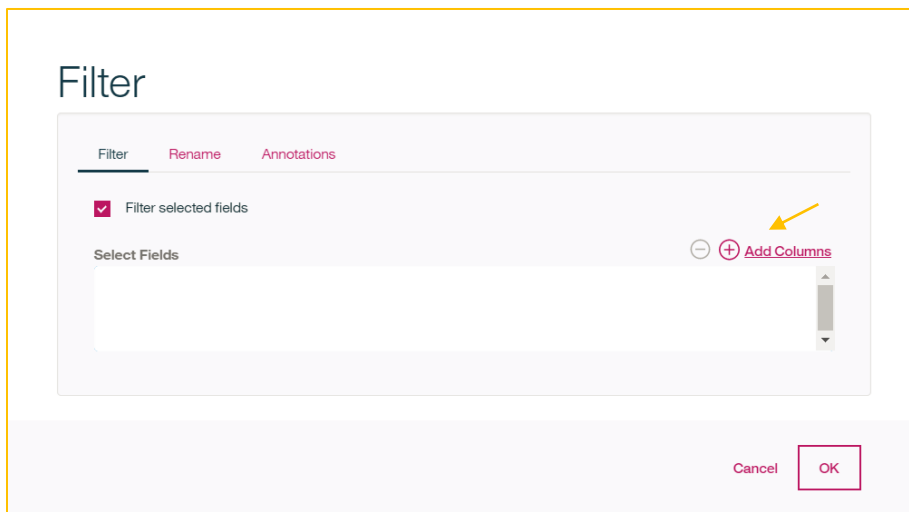 Filter
Filter Rename Annotations
Filter selected fields
Select Fields Add Columns
Cancel OK